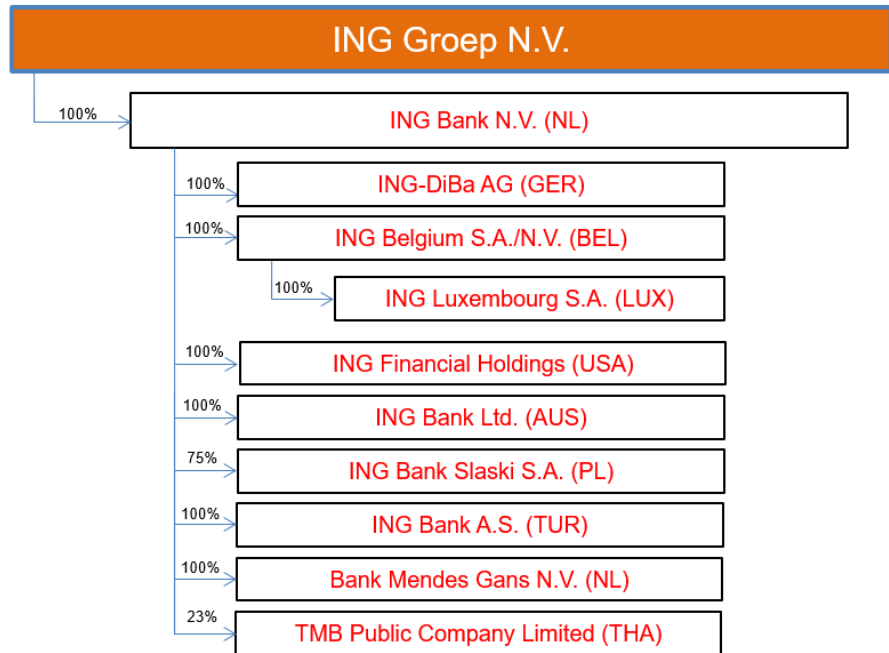 ING Groep N.V.
100%
ING Bank N.V. (NL)
100%
ING-DiBa AG (GER)
100%
ING Belgium S.A./N.V. (BEL)
100%
ING Luxembourg S.A. (LUX)
100%
ING Financial Holdings (USA)
100%
ING Bank Ltd. (AUS)
75%
ING Bank Slaski S.A. (PL)
100%
ING Bank A.S. (TUR)
100%
Bank Mendes Gans N.V. (NL)
23%
TMB Public Company Limited (THA)